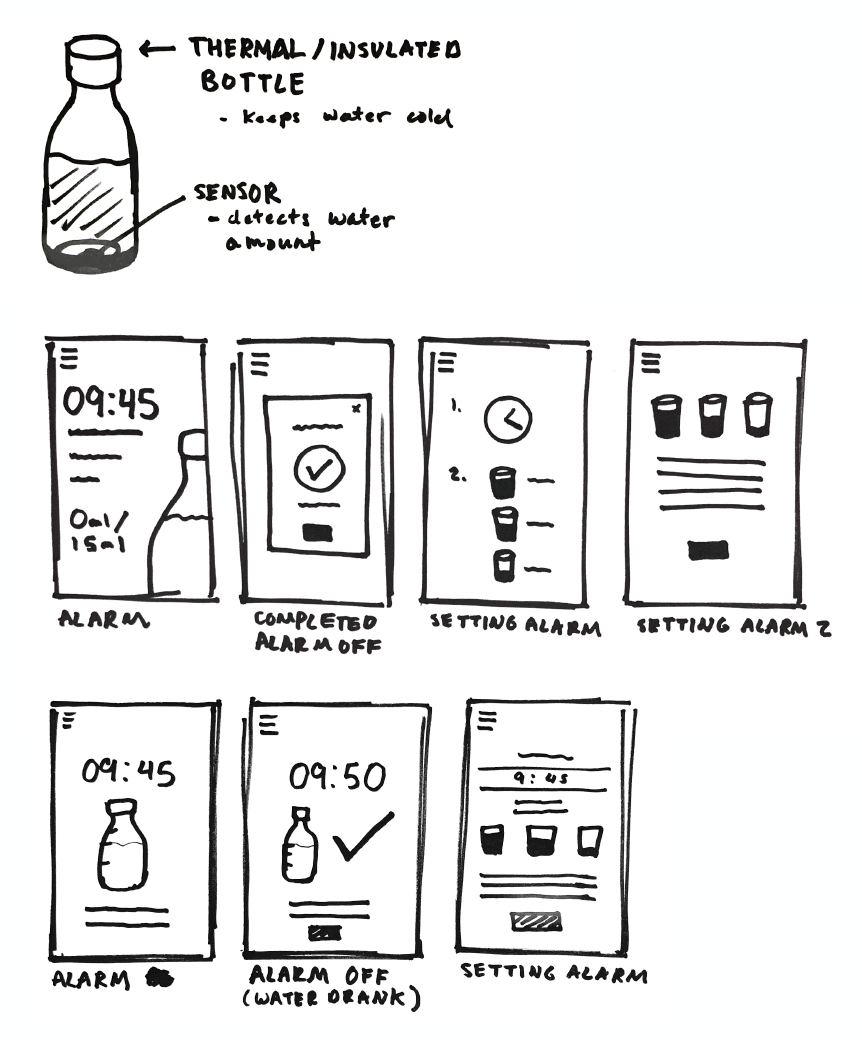 THERMAL/INSULATED
BOTTLE
- keeps water cold
SENSOR
- detects water
amount
09:45
0ml/
15ml
ALARM
COMPLETED
ALARM OFF
1.
2.
SETTING ALARM
SETTING ALARM 2
09:45
ALARM
09:50
ALARM OFF
(WATER DRANK)
9:45
SETTING ALARM